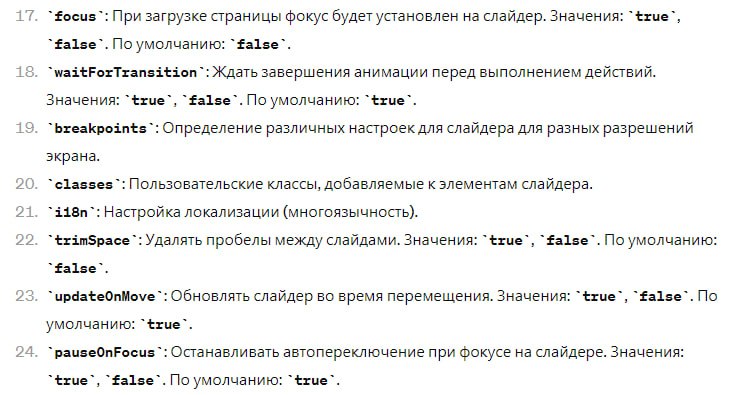 17. `focus`: При загрузке страницы фокус будет установлен на слайдер. Значения: `true`,
`false`. По умолчанию: `false`.
18. `waitForTransition`: Ждать завершения анимации перед выполнением действий.
Значения: `true`, `false`. По умолчанию: `true`.
19. `breakpoints`: Определение различных настроек для слайдера для разных разрешений
экрана.
20. `classes`: Пользовательские классы, добавляемые к элементам слайдера.
21. `i18n`: Настройка локализации (многоязычность).
22. `trimSpace`: Удалять пробелы между слайдами. Значения: `true`, `false`. По умолчанию:
`false`.
23. `updateOnMove`: Обновлять слайдер во время перемещения. Значения: `true`, `false`. По
умолчанию: `true`.
24. `pauseOnFocus`: Останавливать автопереключение при фокусе на слайдере. Значения:
`true`, `false`. По умолчанию: `true`.